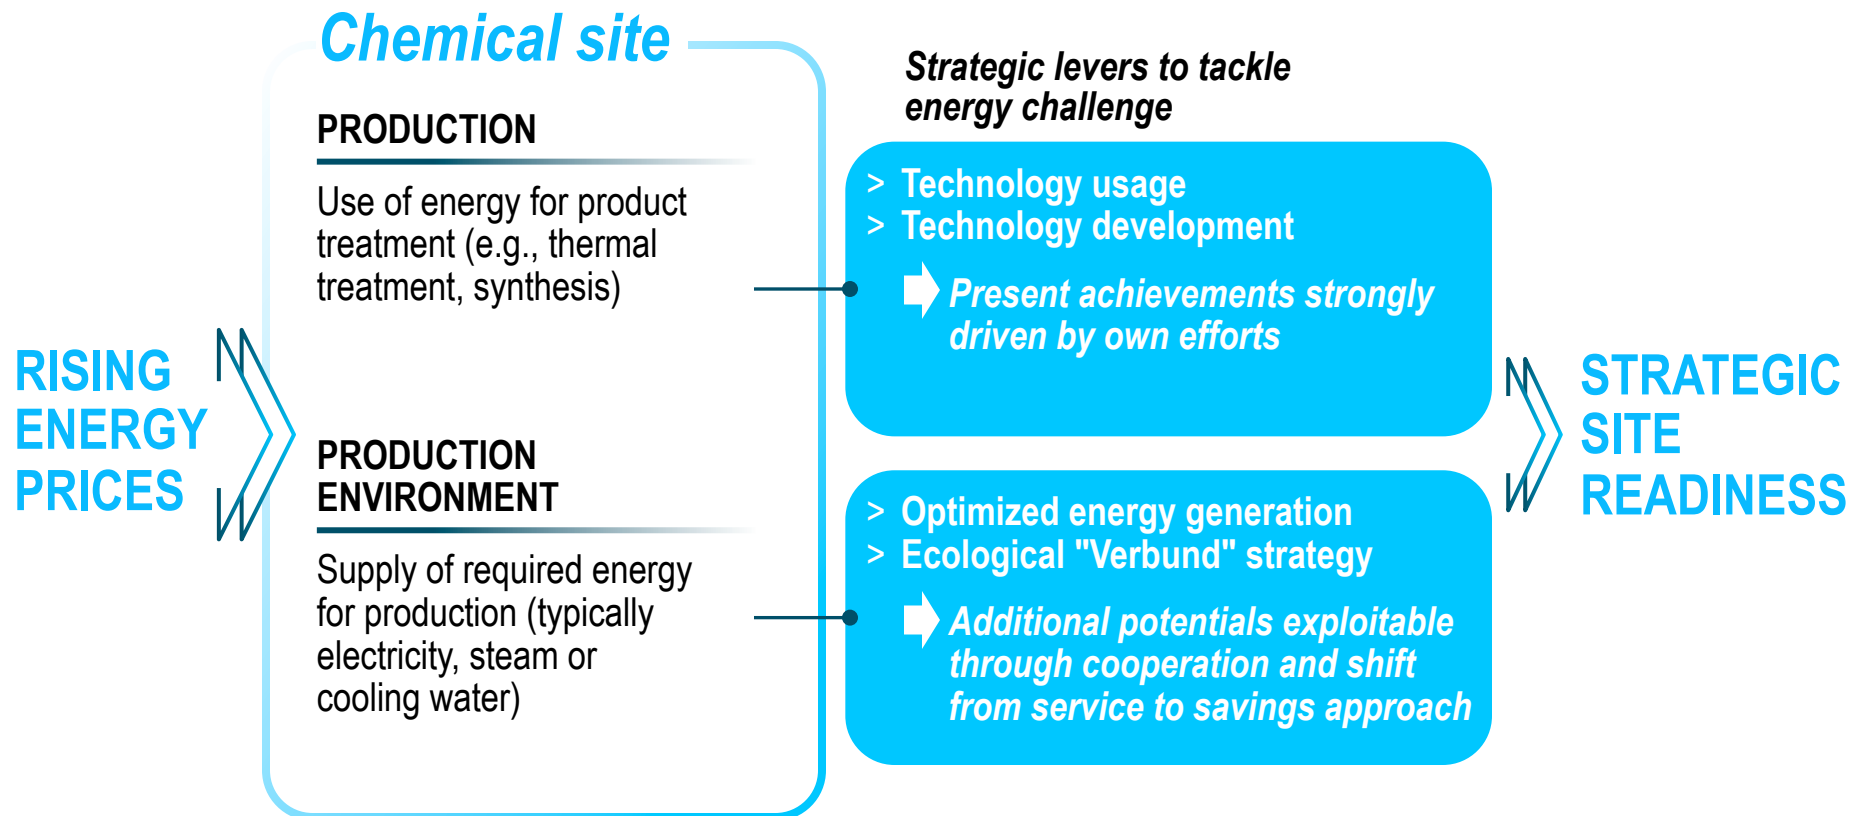 Chemical site
Strategic levers to tackle
energy challenge
PRODUCTION
Use of energy for product
treatment (e.g., thermal
treatment, synthesis)
> Technology usage
> Technology development
Present achievements strongly
driven by own efforts
RISING
ENERGY
PRICES
PRODUCTION
ENVIRONMENT
Supply of required energy
for production (typically
electricity, steam or
cooling water)
> Optimized energy generation
> Ecological "Verbund" strategy
Additional potentials exploitable
through cooperation and shift
from service to savings approach
STRATEGIC
SITE
READINESS